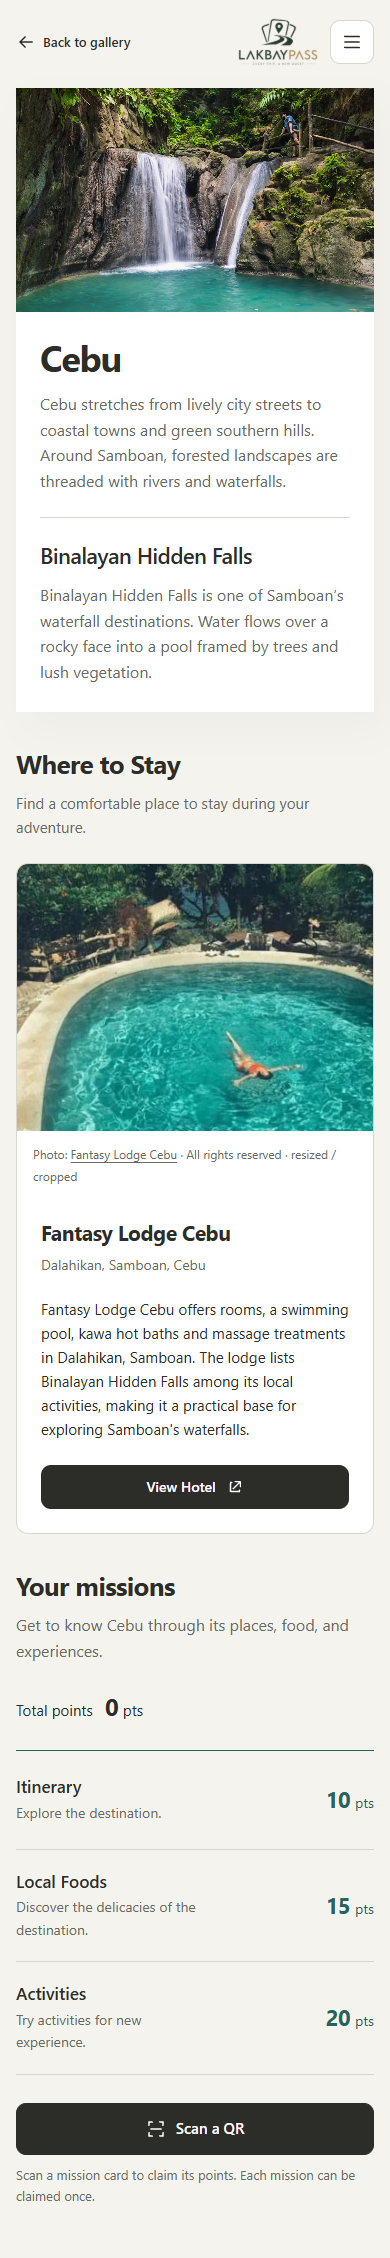 Back to gallery
LAKBAYPASS
Cebu
Cebu stretches from lively city streets to
coastal towns and green southern hills.
Around Samboan, forested landscapes are
threaded with rivers and waterfalls.
Binalayan Hidden Falls
Binalayan Hidden Falls is one of Samboan's
waterfall destinations. Water flows over a
rocky face into a pool framed by trees and
lush vegetation.
Where to Stay
Find a comfortable place to stay during your
adventure.
Photo: Fantasy Lodge Cebu · All rights reserved · resized /
cropped
Fantasy Lodge Cebu
Dalahikan, Samboan, Cebu
Fantasy Lodge Cebu offers rooms, a swimming
pool, kawa hot baths and massage treatments
in Dalahikan, Samboan. The lodge lists
Binalayan Hidden Falls among its local
activities, making it a practical base for
exploring Samboan's waterfalls.
View Hotel
Your missions
Get to know Cebu through its places, food, and
experiences.
Total points 0 pts
Itinerary
Explore the destination.
10 pts
Local Foods
Discover the delicacies of the
destination.
15 pts
Activities
Try activities for new
experience.
20 pts
Scan a QR
Scan a mission card to claim its points. Each mission can be
claimed once.